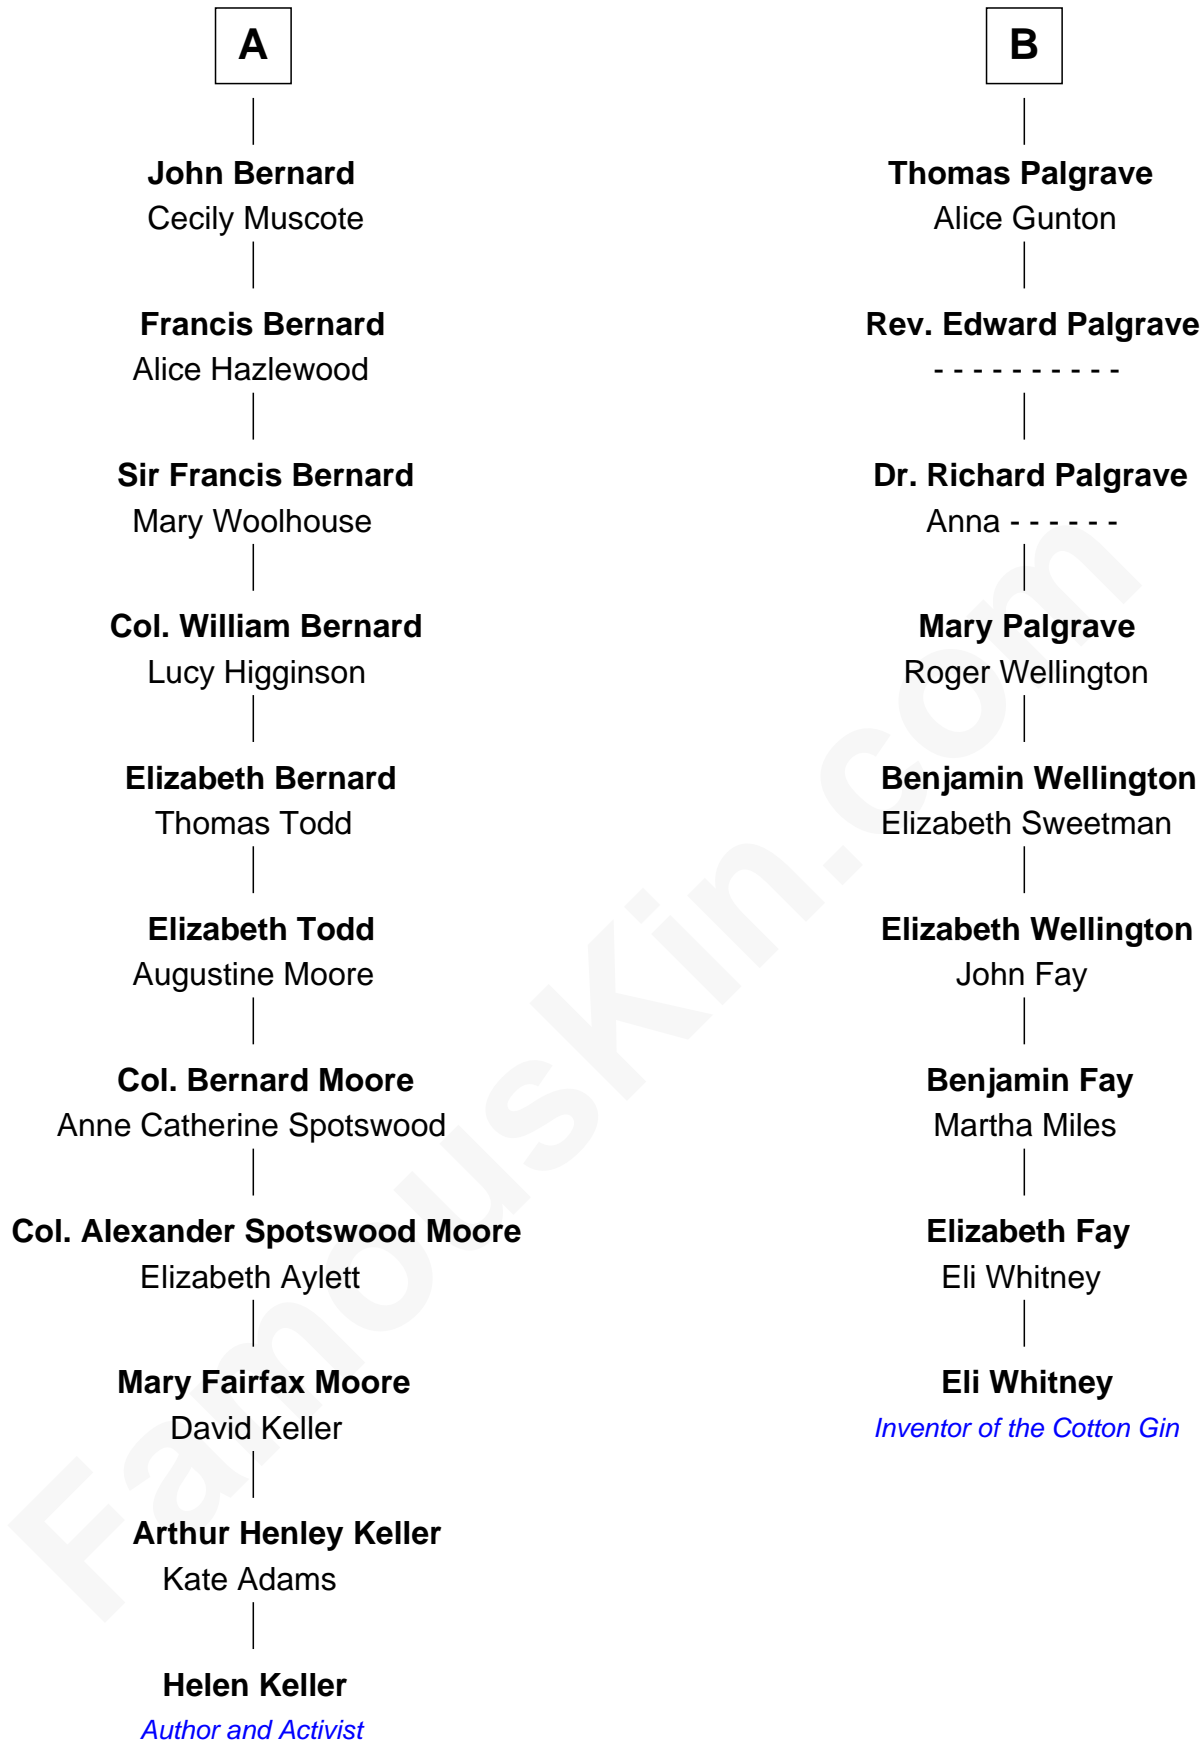 A
John Bernard
Cecily Muscote
Francis Bernard
Alice Hazlewood
Sir Francis Bernard
Mary Woolhouse
Col. William Bernard
Lucy Higginson
Elizabeth Bernard
Thomas Todd
Elizabeth Todd
Augustine Moore
Col. Bernard Moore
Anne Catherine Spotswood
Col. Alexander Spotswood Moore
Elizabeth Aylett
Mary Fairfax Moore
David Keller
Arthur Henley Keller
Kate Adams
Helen Keller
Author and Activist
B
Thomas Palgrave
Alice Gunton
Rev. Edward Palgrave
- - - - - - - - - -
Dr. Richard Palgrave
Anna - - - - - -
Mary Palgrave
Roger Wellington
Benjamin Wellington
Elizabeth Sweetman
Elizabeth Wellington
John Fay
Benjamin Fay
Martha Miles
Elizabeth Fay
Eli Whitney
Eli Whitney
Inventor of the Cotton Gin
FamousKin.com